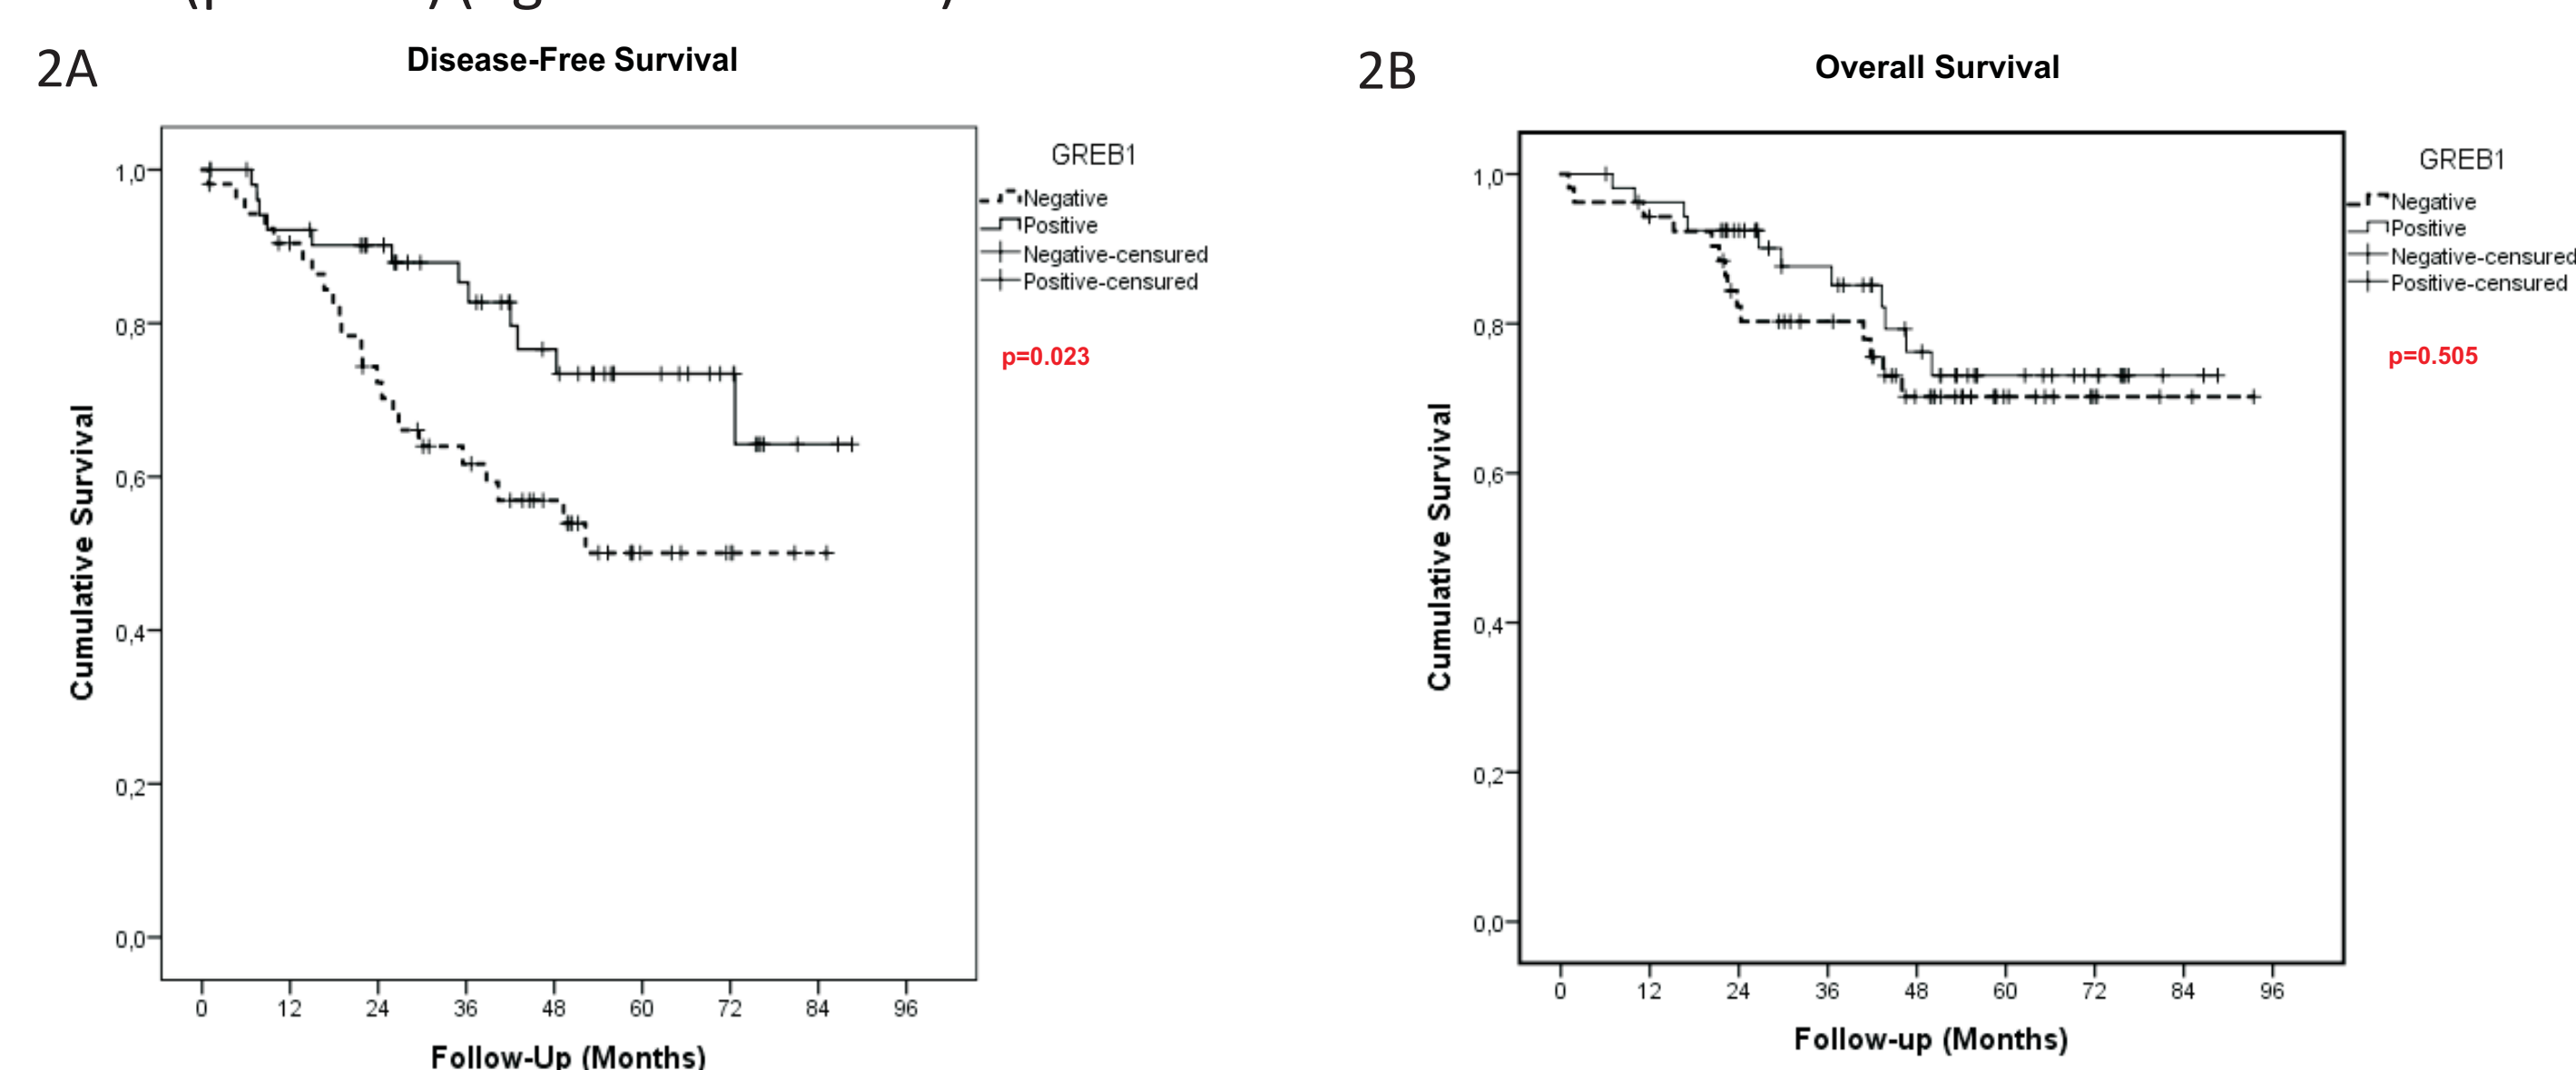 2A
Disease-Free Survival
Cumulative Survival
1,0
0,8
0,6
0,4
0,2
0,0
0 12 24 36 48 60 72 84 96
Follow-Up (Months)
GREB1
Negative
Positive
Negative-censured
Positive-censured
p=0.023
2B
Overall Survival
Cumulative Survival
1,0
0,8
0,6
0,4
0,2
0,0
0 12 24 36 48 60 72 84 96
Follow-up (Months)
GREB1
Negative
Positive
Negative-censured
Positive-censured
p=0.505